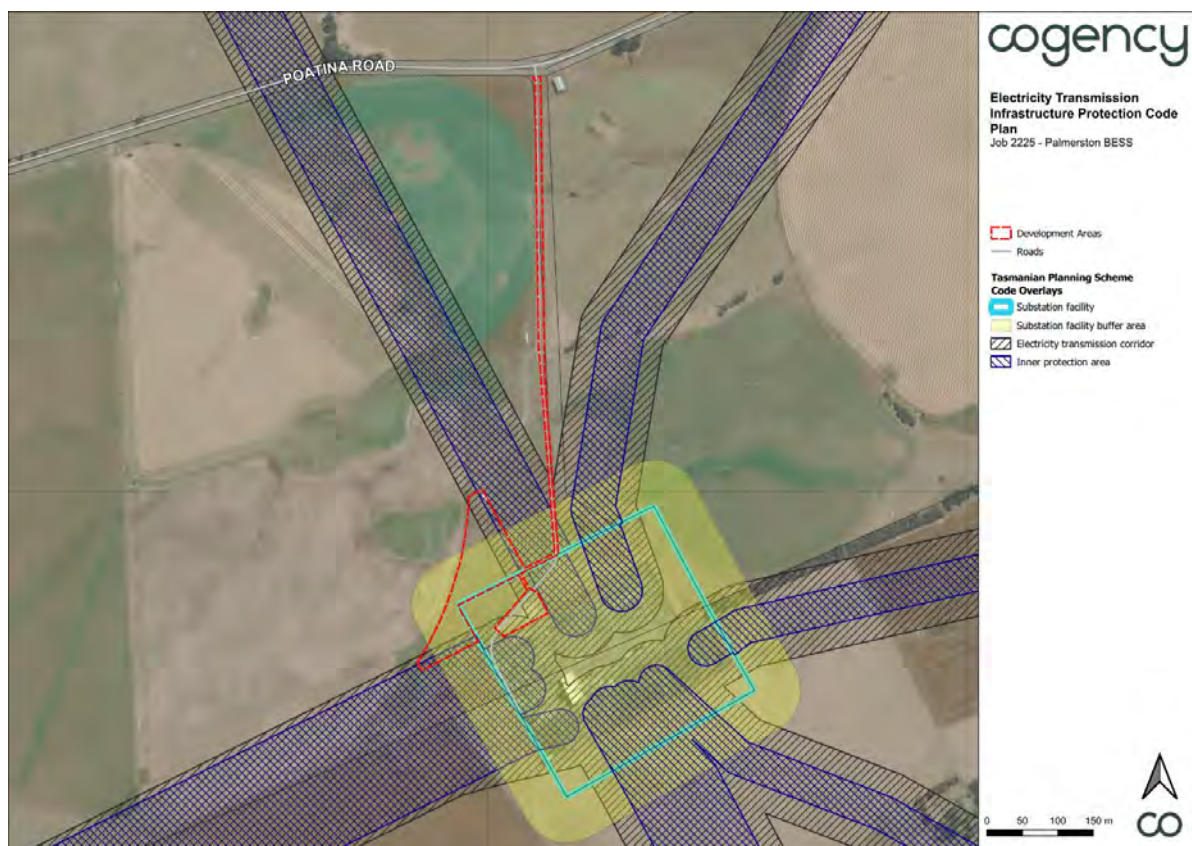 POATINA ROAD
cogency
Electricity Transmission
Infrastructure Protection Code
Plan
Job 2225 - Palmerston BESS
Development Areas
Roads
Tasmanian Planning Scheme
Code Overlays
Substation facility
Substation facility buffer area
Electricity transmission corridor
Inner protection area
0 50 100 150 m
CO